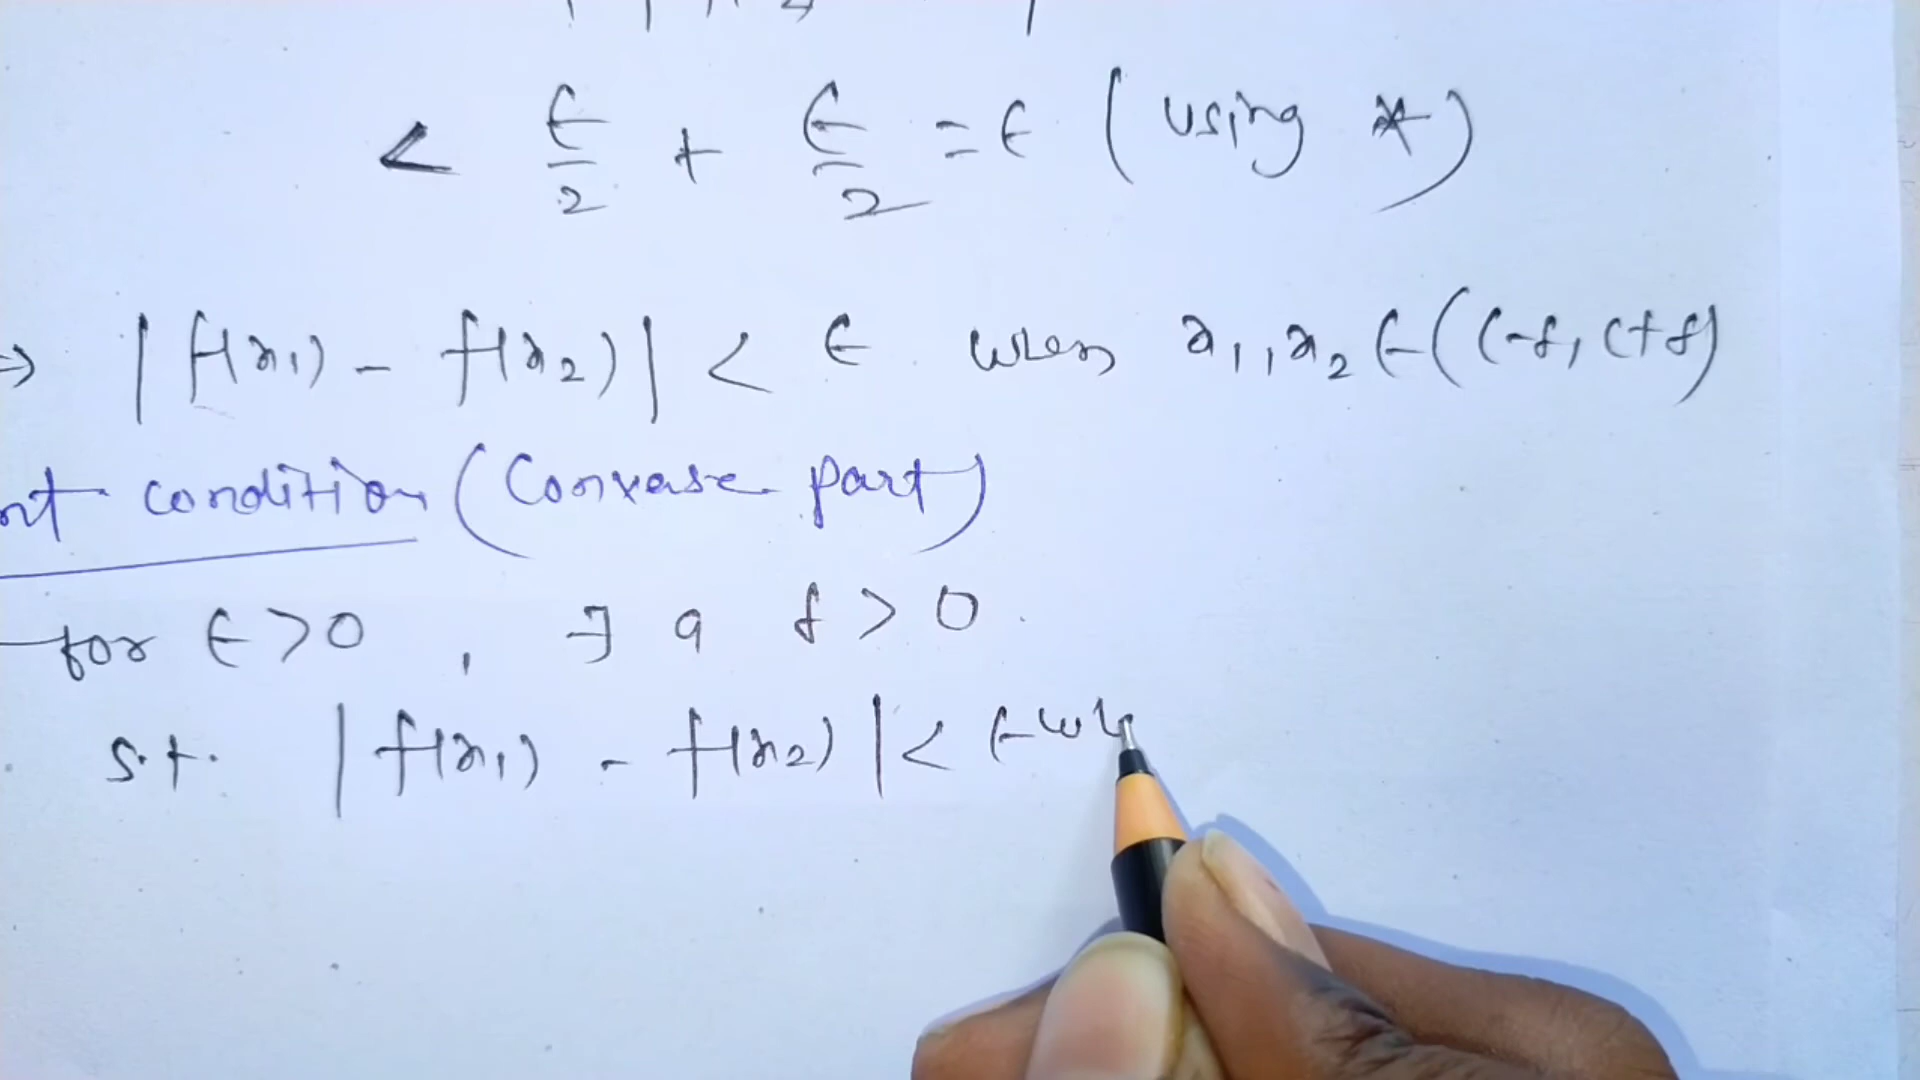 < ε/2 + ε/2 = ε (using *)
⇒ |f(x₁) - f(x₂)| < ε when x₁, x₂ ∈ (c-δ, c+δ)
nt condition (Converse part)
for ε > 0, ∃ a δ > 0.
s.t. |f(x₁) - f(x₂)| < ε wh